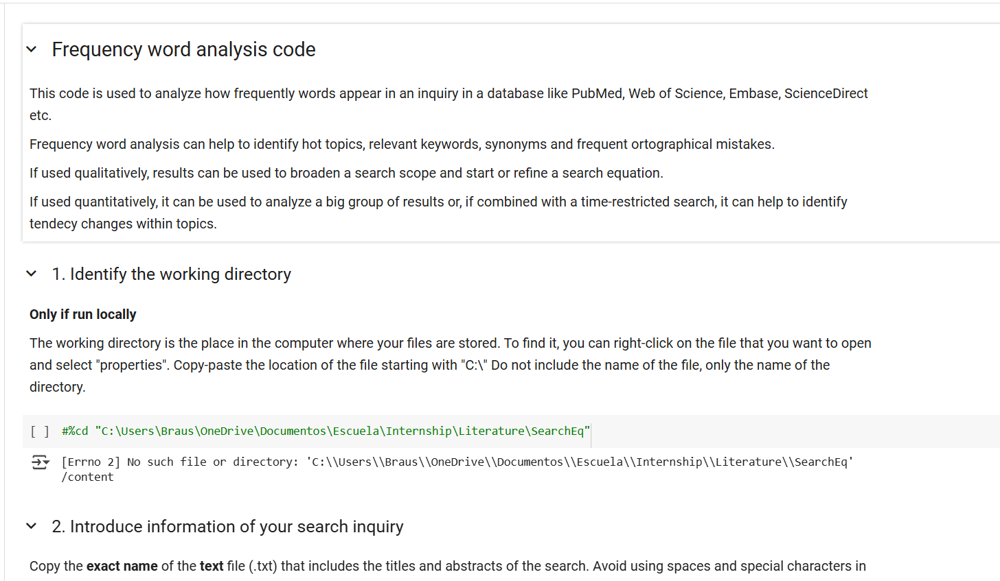 Frequency word analysis code
This code is used to analyze how frequently words appear in an inquiry in a database like PubMed, Web of Science, Embase, ScienceDirect
etc.
Frequency word analysis can help to identify hot topics, relevant keywords, synonyms and frequent ortographical mistakes.
If used qualitatively, results can be used to broaden a search scope and start or refine a search equation.
If used quantitatively, it can be used to analyze a big group of results or, if combined with a time-restricted search, it can help to identify
tendecy changes within topics.
1. Identify the working directory
Only if run locally
The working directory is the place in the computer where your files are stored. To find it, you can right-click on the file that you want to open
and select "properties". Copy-paste the location of the file starting with "C:\" Do not include the name of the file, only the name of the
directory.
[ ] #%cd "C:\Users\Braus\OneDrive\Documentos\Escuela\Internship\Literature\SearchEq"
[Errno 2] No such file or directory: 'C:\\Users\\Braus\\OneDrive\\Documentos\\Escuela\\Internship\\Literature\\SearchEq'
/content
2. Introduce information of your search inquiry
Copy the exact name of the text file (.txt) that includes the titles and abstracts of the search. Avoid using spaces and special characters in